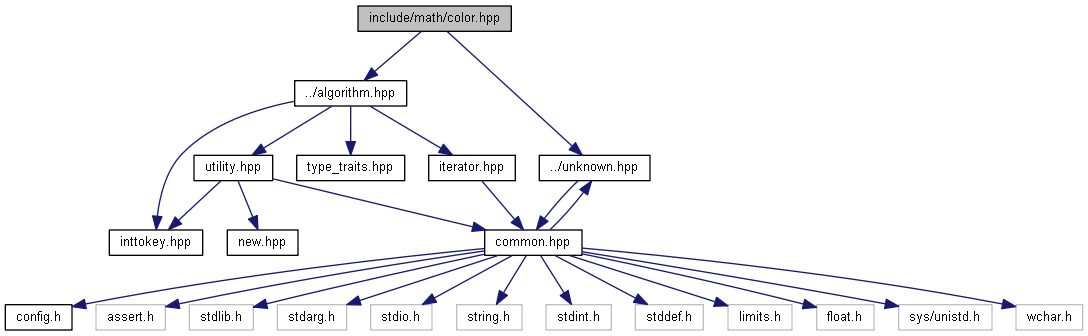 include/math/color.hpp
../algorithm.hpp
utility.hpp
type_traits.hpp
iterator.hpp
../unknown.hpp
inttokey.hpp
new.hpp
common.hpp
config.h
assert.h
stdlib.h
stdarg.h
stdio.h
string.h
stdint.h
stddef.h
limits.h
float.h
sys/unistd.h
wchar.h